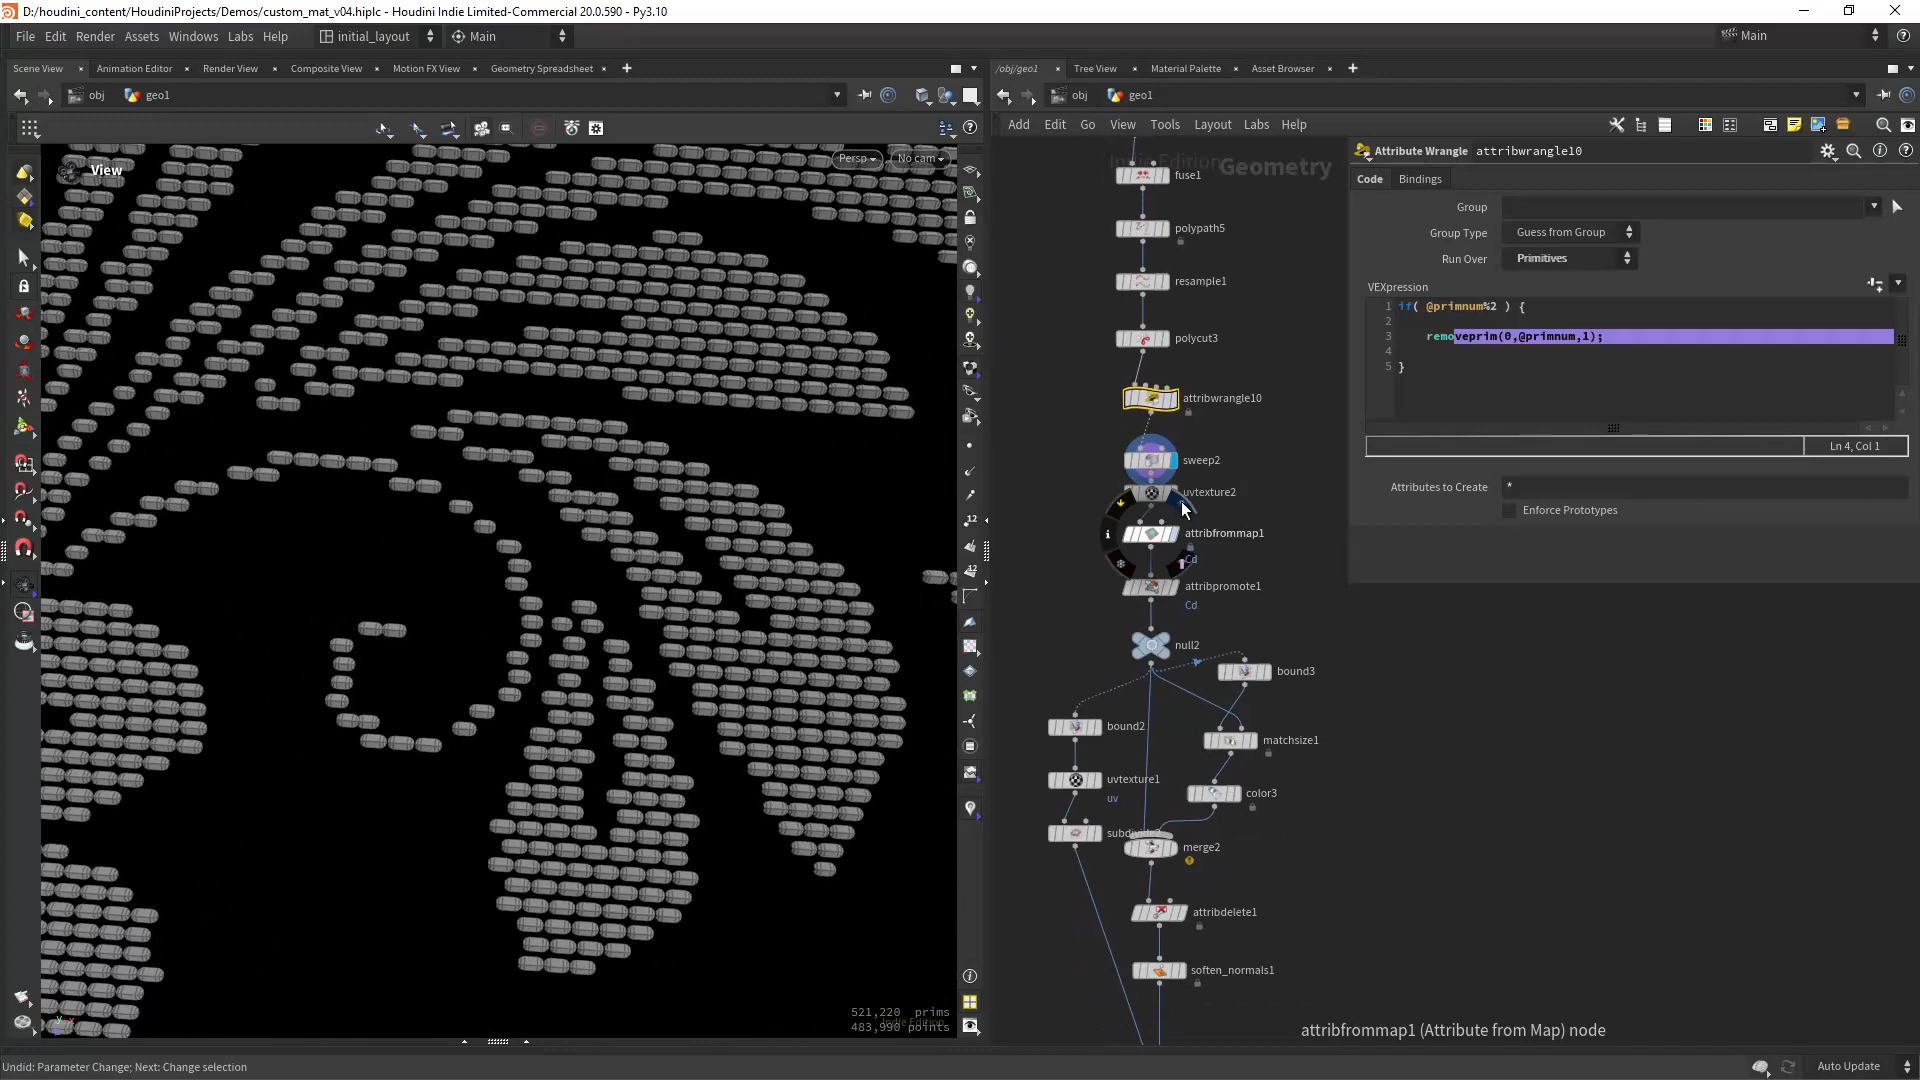 D:/houdini_content/HoudiniProjects/Demos/custom_mat_v04.hiplc - Houdini Indie Limited-Commercial 20.0.590 - Py3.10
File Edit Render Assets Windows Labs Help initial_layout Main Main
Scene View Animation Editor Render View Composite View Motion FX View Geometry Spreadsheet
/obj/geo1 Tree View Material Palette Asset Browser
obj geo1
obj geo1
Add Edit Go View Tools Layout Labs Help
View
Persp No cam
Indie Edition Geometry
fuse1
polypath5
resample1
polycut3
attribwrangle10
sweep2
uvtexture2
attribfrommap1
Cd
attribpromote1
Cd
null2
bound3
bound2
matchsize1
uvtexture1
uv
color3
subdivide2
merge2
attribdelete1
soften_normals1
Attribute Wrangle attribwrangle10
Code Bindings
Group
Group Type Guess from Group
Run Over Primitives
VEXpression
1 if( @primnum%2 ) {
2
3 removeprim(0,@primnum,1);
4
5 }
Ln 4, Col 1
Attributes to Create *
Enforce Prototypes
12
12
521,220 prims
Indie Edition
483,990 points
attribfrommap1 (Attribute from Map) node
Undid: Parameter Change; Next: Change selection
Auto Update